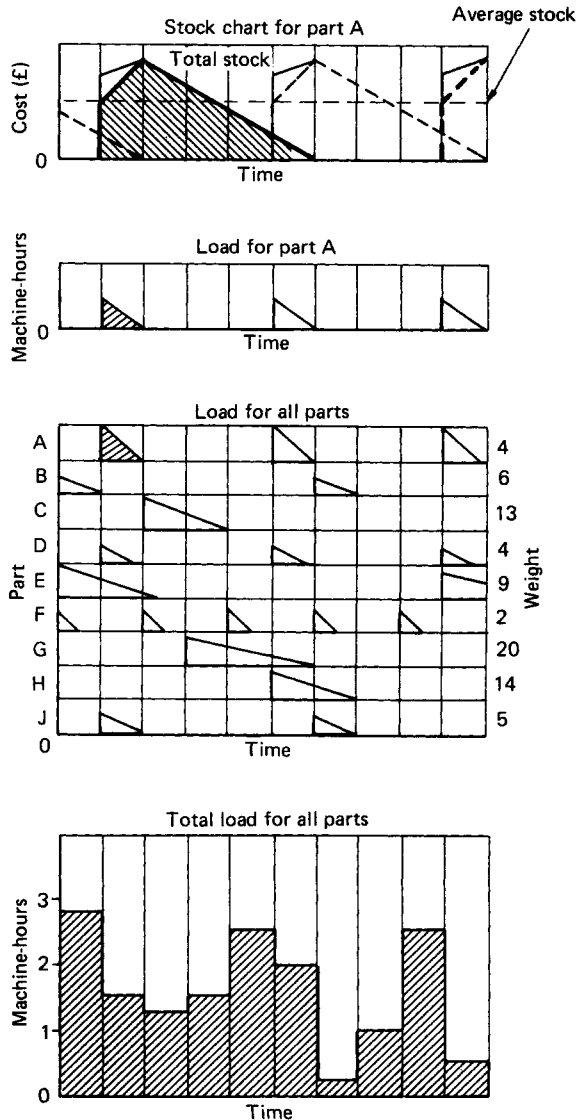 Stock chart for part A
Average stock
Total stock
Cost (£)
0
Time
Load for part A
Machine-hours
0
Time
Load for all parts
Part
Weight
A 4
B 6
C 13
D 4
E 9
F 2
G 20
H 14
J 5
0
Time
Total load for all parts
Machine-hours
3
2
1
0
Time